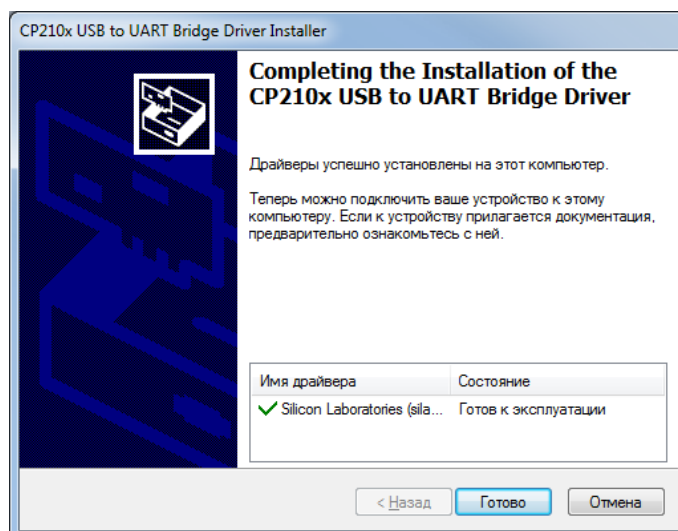 CP210x USB to UART Bridge Driver Installer
Completing the Installation of the
CP210x USB to UART Bridge Driver
Драйверы успешно установлены на этот компьютер.
Теперь можно подключить ваше устройство к этому
компьютеру. Если к устройству прилагается документация,
предварительно ознакомьтесь с ней.
Имя драйвера Состояние
Silicon Laboratories (sila... Готов к эксплуатации
< Назад Готово Отмена